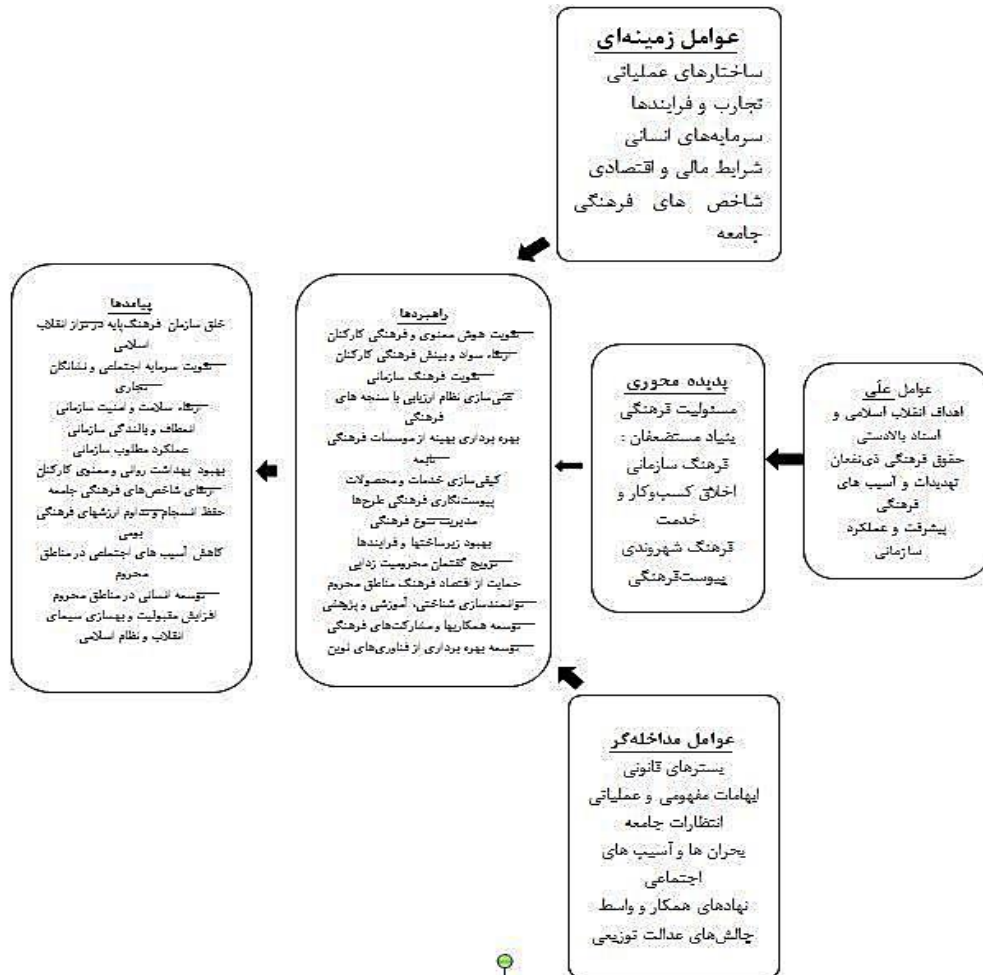 عوامل زمینه‌ای
ساختارهای عملیاتی
تجارب و فرایندها
سرمایه‌های انسانی
شرایط مالی و اقتصادی
شاخص های فرهنگی
جامعه
عوامل علّی
اهداف انقلاب اسلامی و
اسناد بالادستی
حقوق فرهنگی ذی‌نفعان
تهدیدات و آسیب های
فرهنگی
پیشرفت و عملکرد
سازمانی
پدیده محوری
مسئولیت فرهنگی
بنیاد مستضعفان :
فرهنگ سازمانی
اخلاق کسب‌وکار و
خدمت
فرهنگ شهروندی
پیوست‌فرهنگی
راهبردها
تقویت هوش معنوی و فرهنگی کارکنان
ارتقاء سواد و بینش فرهنگی کارکنان
تقویت فرهنگ سازمانی
غنی‌سازی نظام ارزیابی با سنجه های
فرهنگی
بهره برداری بهینه از موسسات فرهنگی
تابعه
کیفی‌سازی خدمات و محصولات
پیوست‌نگاری فرهنگی طرح‌ها
مدیریت تنوع فرهنگی
بهبود زیرساختها و فرایندها
ترویج گفتمان محرومیت زدایی
حمایت از اقتصاد فرهنگ مناطق محروم
توانمندسازی شناختی، آموزشی و پژوهشی
توسعه همکاریها و مشارکت‌های فرهنگی
توسعه بهره برداری از فناوری‌های نوین
پیامدها
خلق سازمان فرهنگ‌پایه در تراز انقلاب
اسلامی
تقویت سرمایه اجتماعی و نشانگان
تجاری
ارتقاء سلامت و امنیت سازمانی
انعطاف و بالندگی سازمانی
عملکرد مطلوب سازمانی
بهبود بهداشت روانی و معنوی کارکنان
ارتقای شاخص‌های فرهنگی جامعه
حفظ انسجام و تداوم ارزشهای فرهنگی
بومی
کاهش آسیب های اجتماعی در مناطق
محروم
توسعه انسانی در مناطق محروم
افزایش مقبولیت و بهسازی سیمای
انقلاب و نظام اسلامی
عوامل مداخله‌گر
بسترهای قانونی
ابهامات مفهومی و عملیاتی
انتظارات جامعه
بحران ها و آسیب های
اجتماعی
نهادهای همکار و واسط
چالش‌های عدالت توزیعی